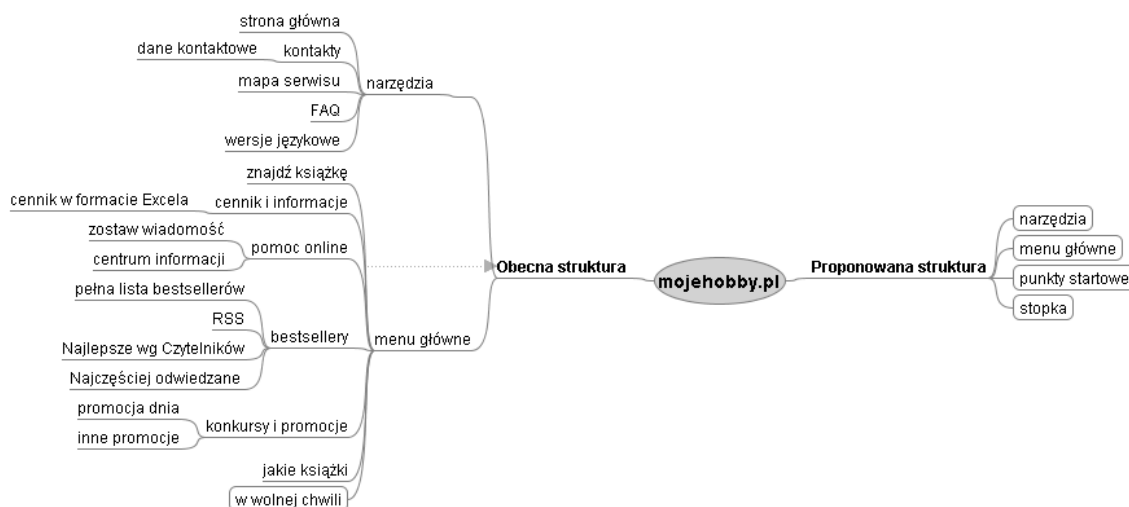 strona główna
dane kontaktowe
kontakty
mapa serwisu
narzędzia
FAQ
wersje językowe
znajdź książkę
cennik w formacie Excela
cennik i informacje
zostaw wiadomość
pomoc online
centrum informacji
pełna lista bestsellerów
RSS
bestsellery
Najlepsze wg Czytelników
Najczęściej odwiedzane
menu główne
promocja dnia
konkursy i promocje
inne promocje
jakie książki
w wolnej chwili
Obecna struktura
mojehobby.pl
Proponowana struktura
narzędzia
menu główne
punkty startowe
stopka